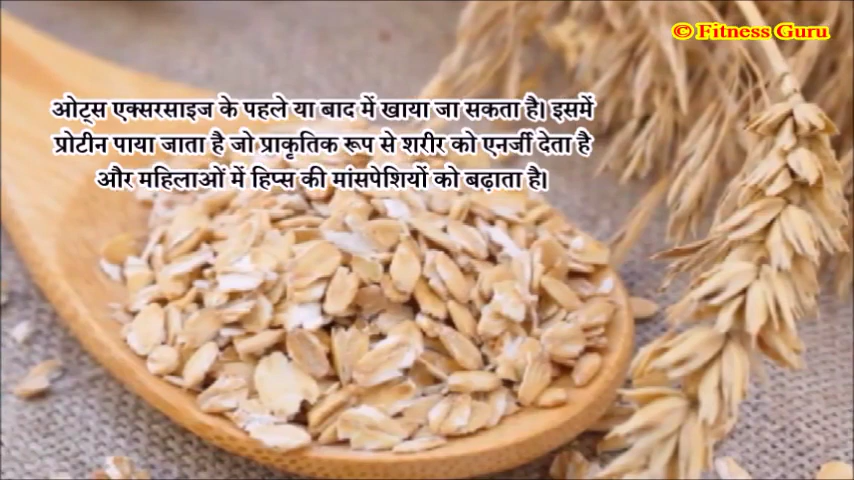 © Fitness Guru
ओट्स एक्सरसाइज के पहले या बाद में खाया जा सकता है। इसमें
प्रोटीन पाया जाता है जो प्राकृतिक रूप से शरीर को एनर्जी देता है
और महिलाओं में हिप्स की मांसपेशियों को बढ़ाता है।